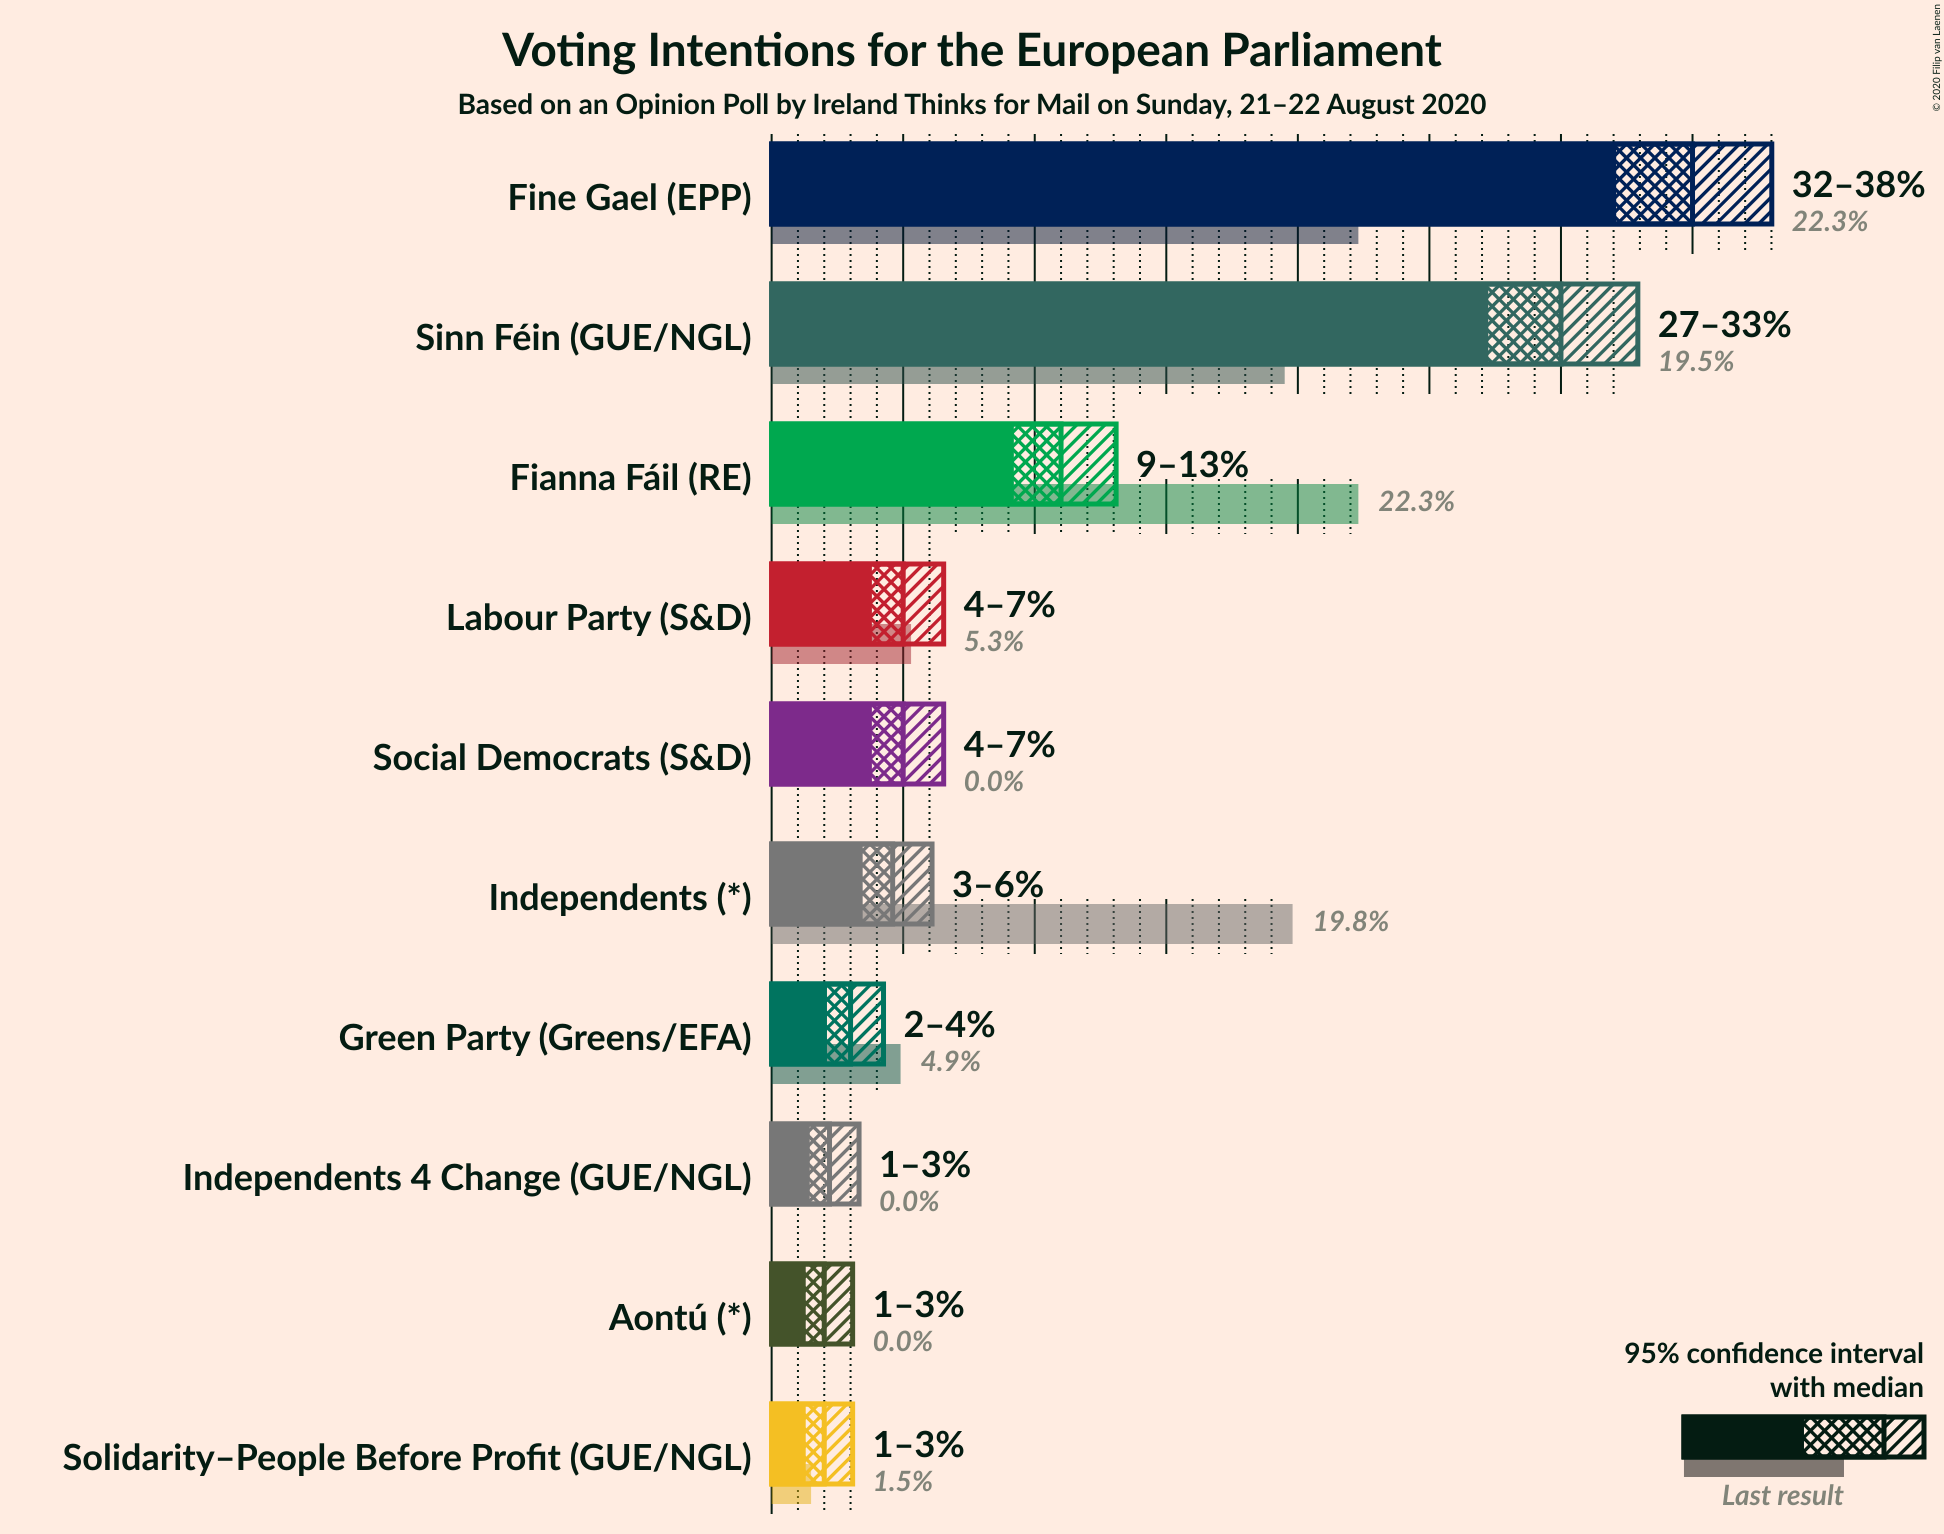 Voting Intentions for the European Parliament
Based on an Opinion Poll by Ireland Thinks for Mail on Sunday, 21–22 August 2020
© 2020 Filip van Laenen
Fine Gael (EPP)
32–38%
22.3%
Sinn Féin (GUE/NGL)
27–33%
19.5%
Fianna Fáil (RE)
9–13%
22.3%
Labour Party (S&D)
4–7%
5.3%
Social Democrats (S&D)
4–7%
0.0%
Independents (*)
3–6%
19.8%
Green Party (Greens/EFA)
2–4%
4.9%
Independents 4 Change (GUE/NGL)
1–3%
0.0%
Aontú (*)
1–3%
0.0%
Solidarity–People Before Profit (GUE/NGL)
1–3%
1.5%
95% confidence interval
with median
Last result